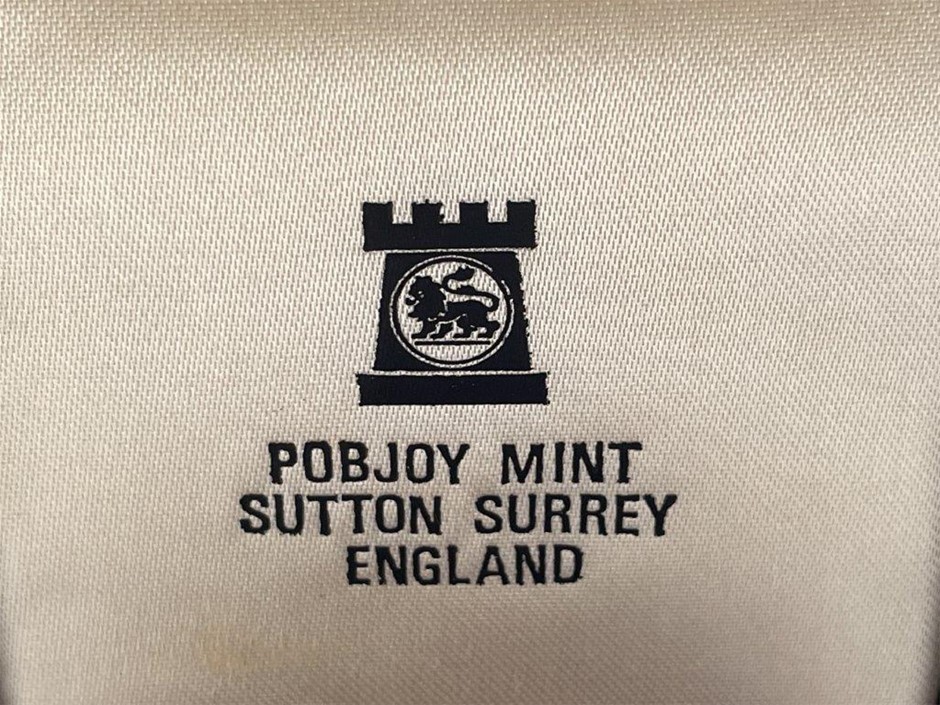 POBJOY MINT
SUTTON SURREY
ENGLAND